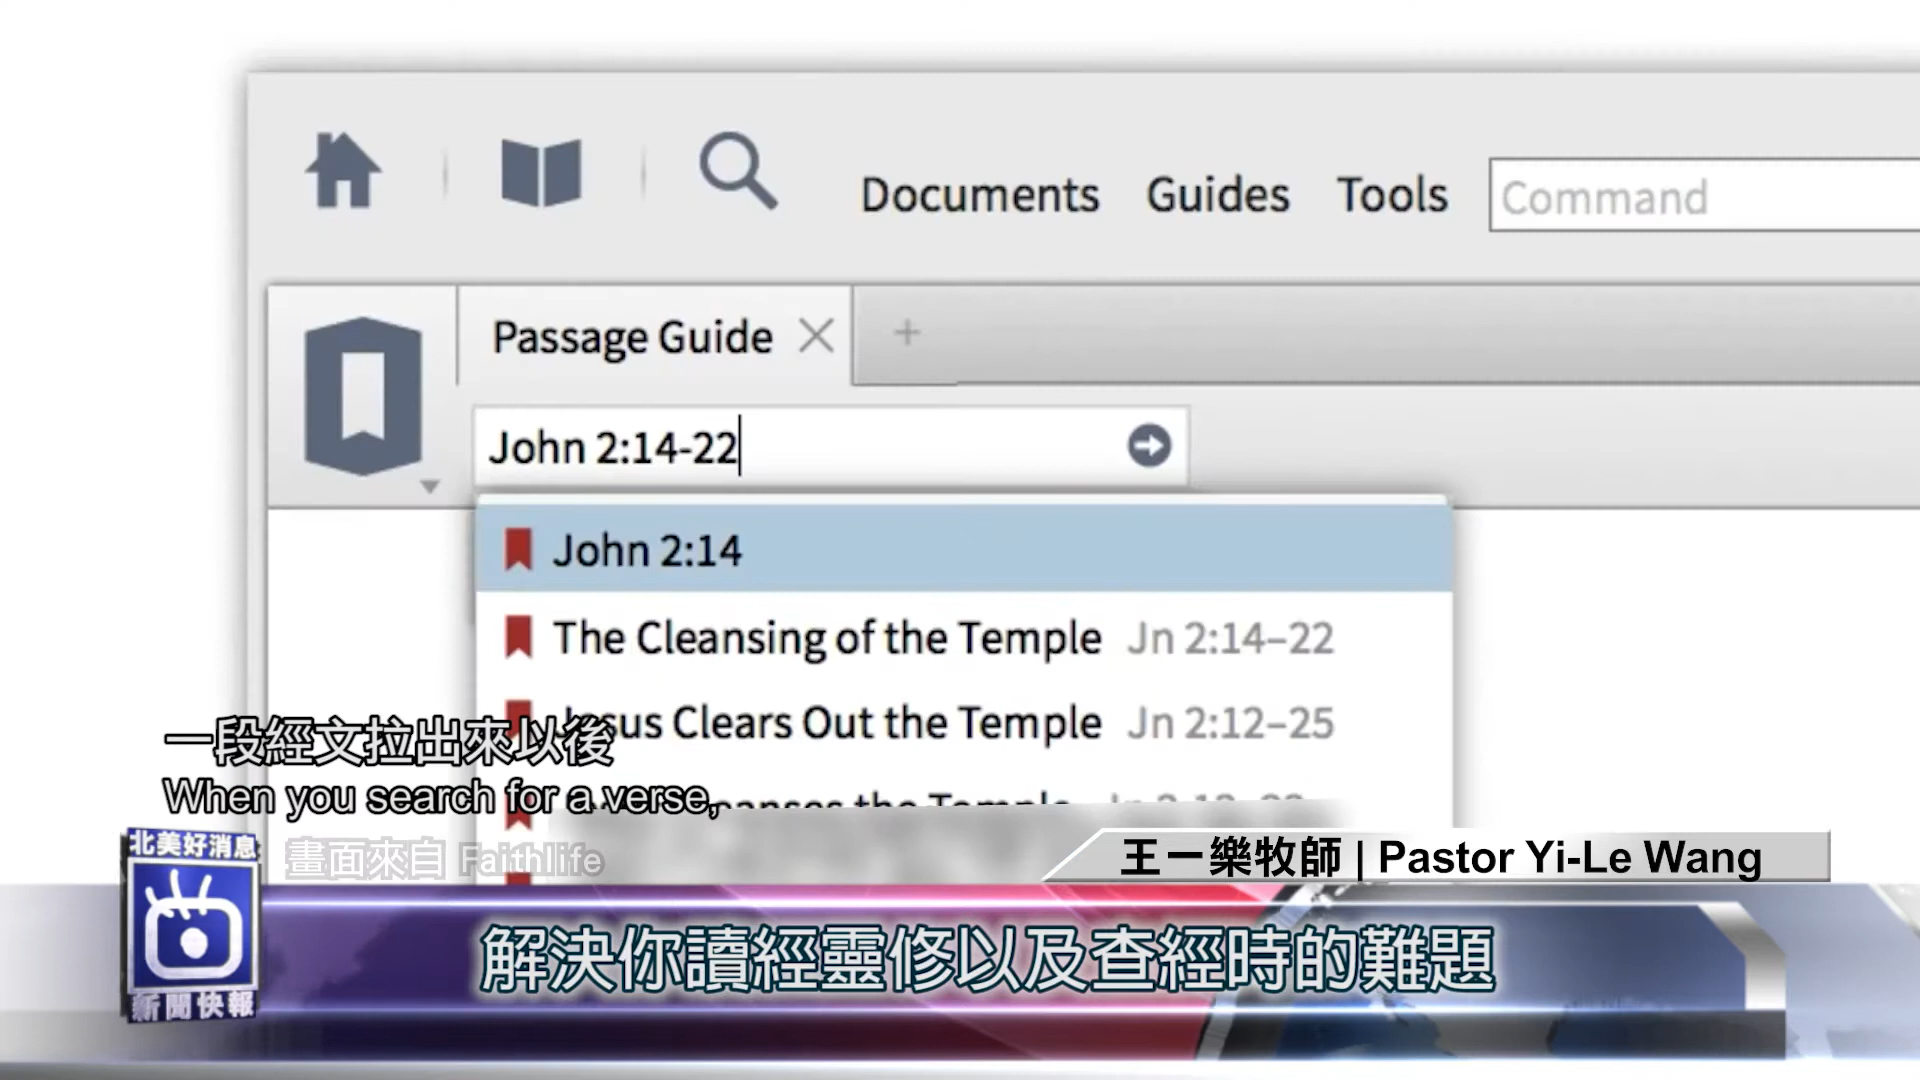 Documents Guides Tools Command
Passage Guide
John 2:14-22
John 2:14
The Cleansing of the Temple Jn 2:14–22
Jesus Clears Out the Temple Jn 2:12–25
一段經文拉出來以後
When you search for a verse,
the Temple
北美好消息
畫面來自 Faithlife
王一樂牧師 | Pastor Yi-Le Wang
解決你讀經靈修以及查經時的難題
新聞快報